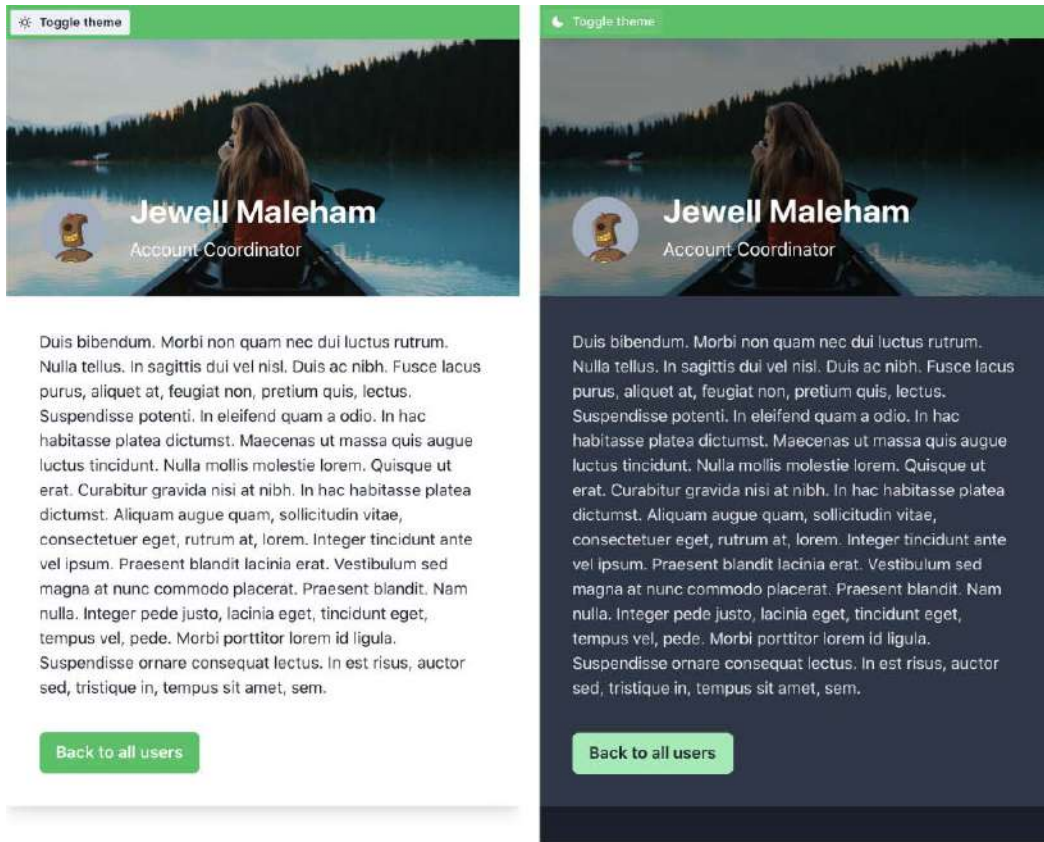 Toggle theme
Jewell Maleham
Account Coordinator
Duis bibendum. Morbi non quam nec dui luctus rutrum.
Nulla tellus. In sagittis dui vel nisl. Duis ac nibh. Fusce lacus
purus, aliquet at, feugiat non, pretium quis, lectus.
Suspendisse potenti. In eleifend quam a odio. In hac
habitasse platea dictumst. Maecenas ut massa quis augue
luctus tincidunt. Nulla mollis molestie lorem. Quisque ut
erat. Curabitur gravida nisi at nibh. In hac habitasse platea
dictumst. Aliquam augue quam, sollicitudin vitae,
consectetuer eget, rutrum at, lorem. Integer tincidunt ante
vel ipsum. Praesent blandit lacinia erat. Vestibulum sed
magna at nunc commodo placerat. Praesent blandit. Nam
nulla. Integer pede justo, lacinia eget, tincidunt eget,
tempus vel, pede. Morbi porttitor lorem id ligula.
Suspendisse ornare consequat lectus. In est risus, auctor
sed, tristique in, tempus sit amet, sem.
Back to all users
Toggle theme
Jewell Maleham
Account Coordinator
Duis bibendum. Morbi non quam nec dui luctus rutrum.
Nulla tellus. In sagittis dui vel nisl. Duis ac nibh. Fusce lacus
purus, aliquet at, feugiat non, pretium quis, lectus.
Suspendisse potenti. In eleifend quam a odio. In hac
habitasse platea dictumst. Maecenas ut massa quis augue
luctus tincidunt. Nulla mollis molestie lorem. Quisque ut
erat. Curabitur gravida nisi at nibh. In hac habitasse platea
dictumst. Aliquam augue quam, sollicitudin vitae,
consectetuer eget, rutrum at, lorem. Integer tincidunt ante
vel ipsum. Praesent blandit lacinia erat. Vestibulum sed
magna at nunc commodo placerat. Praesent blandit. Nam
nulla. Integer pede justo, lacinia eget, tincidunt eget,
tempus vel, pede. Morbi porttitor lorem id ligula.
Suspendisse ornare consequat lectus. In est risus, auctor
sed, tristique in, tempus sit amet, sem.
Back to all users